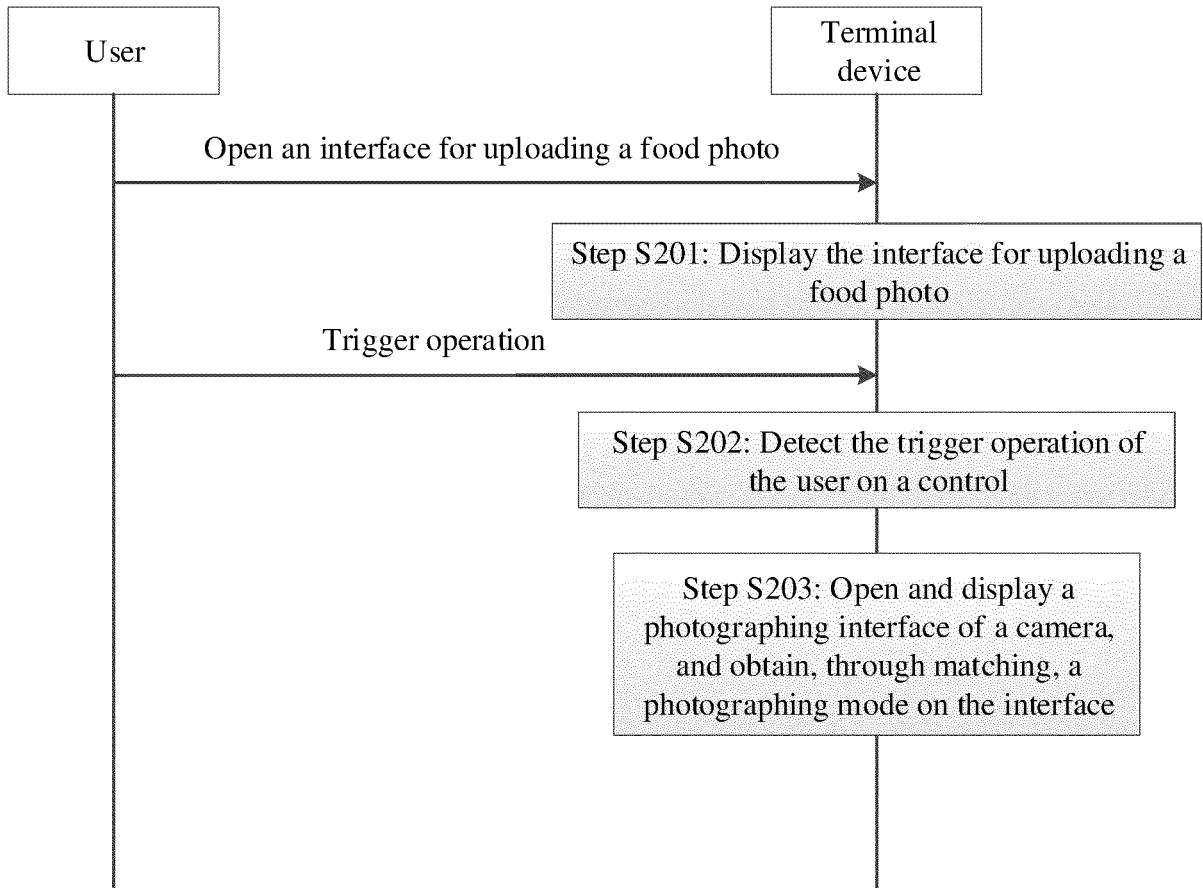 User
Terminal
device
Open an interface for uploading a food photo
Step S201: Display the interface for uploading a
food photo
Trigger operation
Step S202: Detect the trigger operation of
the user on a control
Step S203: Open and display a
photographing interface of a camera,
and obtain, through matching, a
photographing mode on the interface